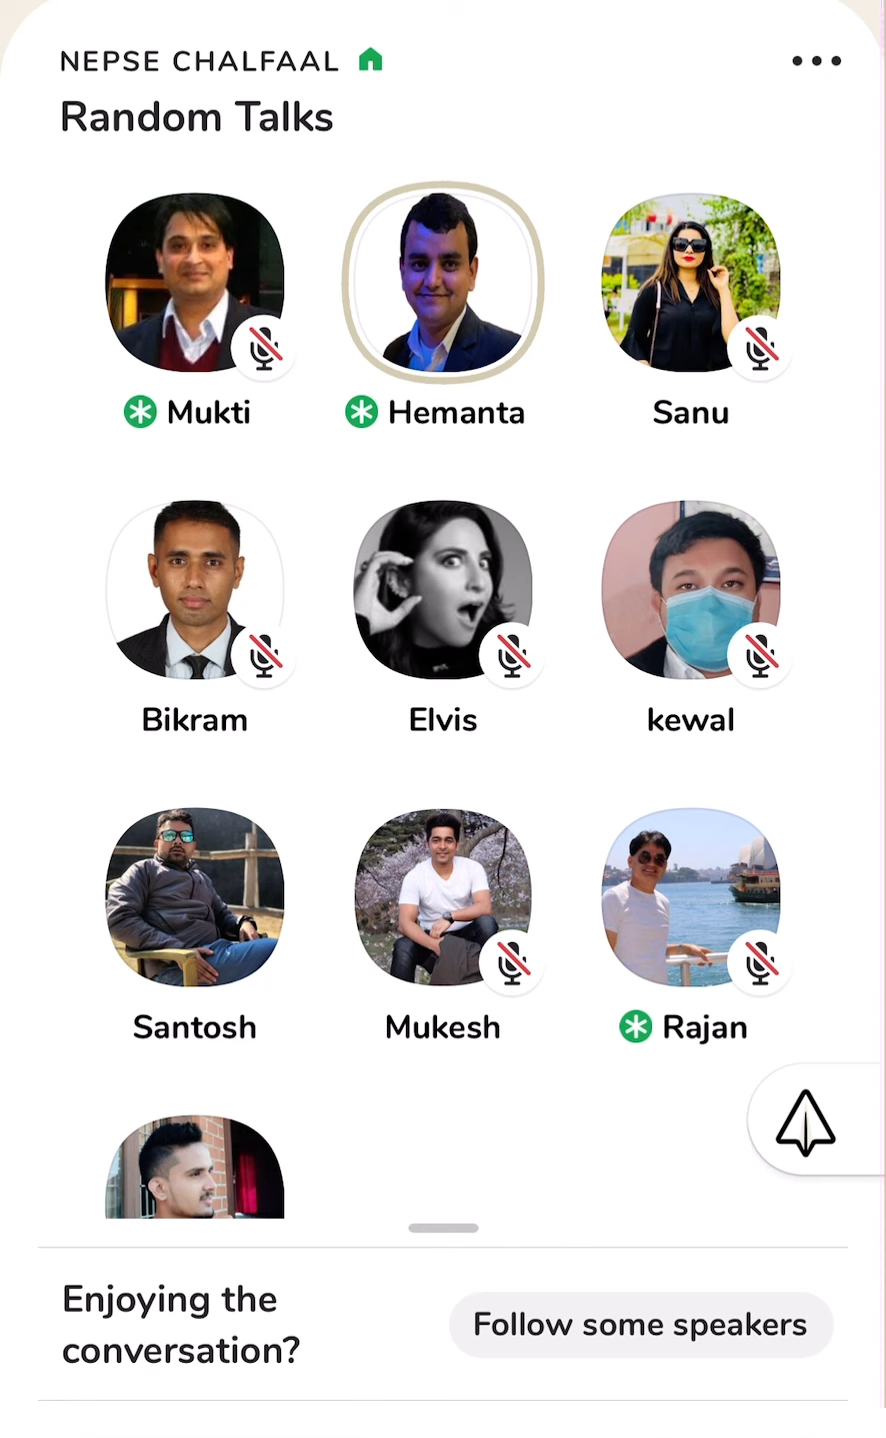 NEPSE CHALFAAL
Random Talks
Mukti Hemanta Sanu
Bikram Elvis kewal
Santosh Mukesh Rajan
Enjoying the
conversation?
Follow some speakers